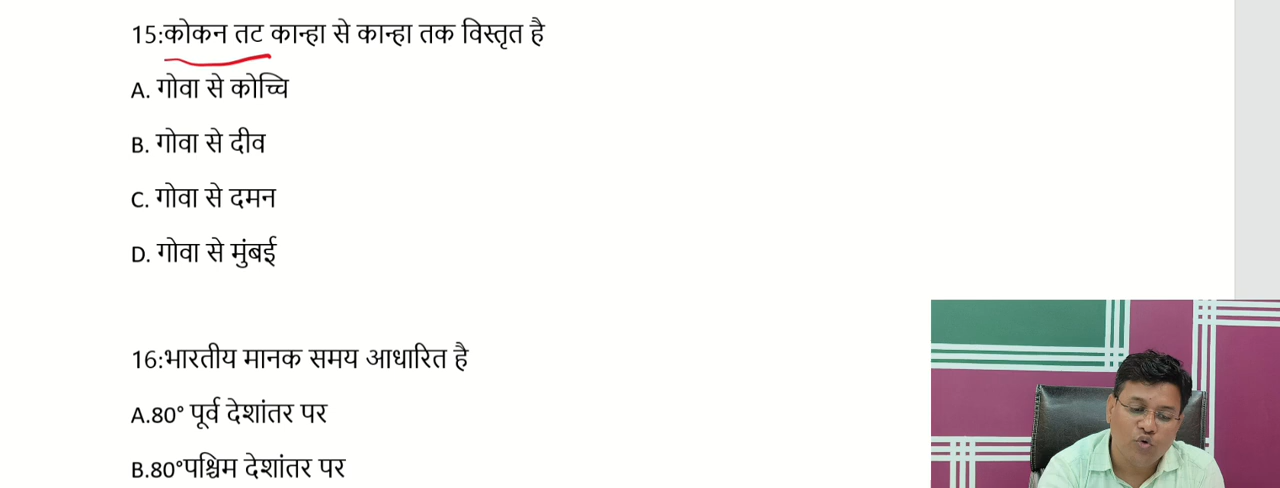 15:कोकन तट कान्हा से कान्हा तक विस्तृत है
A. गोवा से कोच्चि
B. गोवा से दीव
C. गोवा से दमन
D. गोवा से मुंबई
16:भारतीय मानक समय आधारित है
A.80° पूर्व देशांतर पर
B.80°पश्चिम देशांतर पर